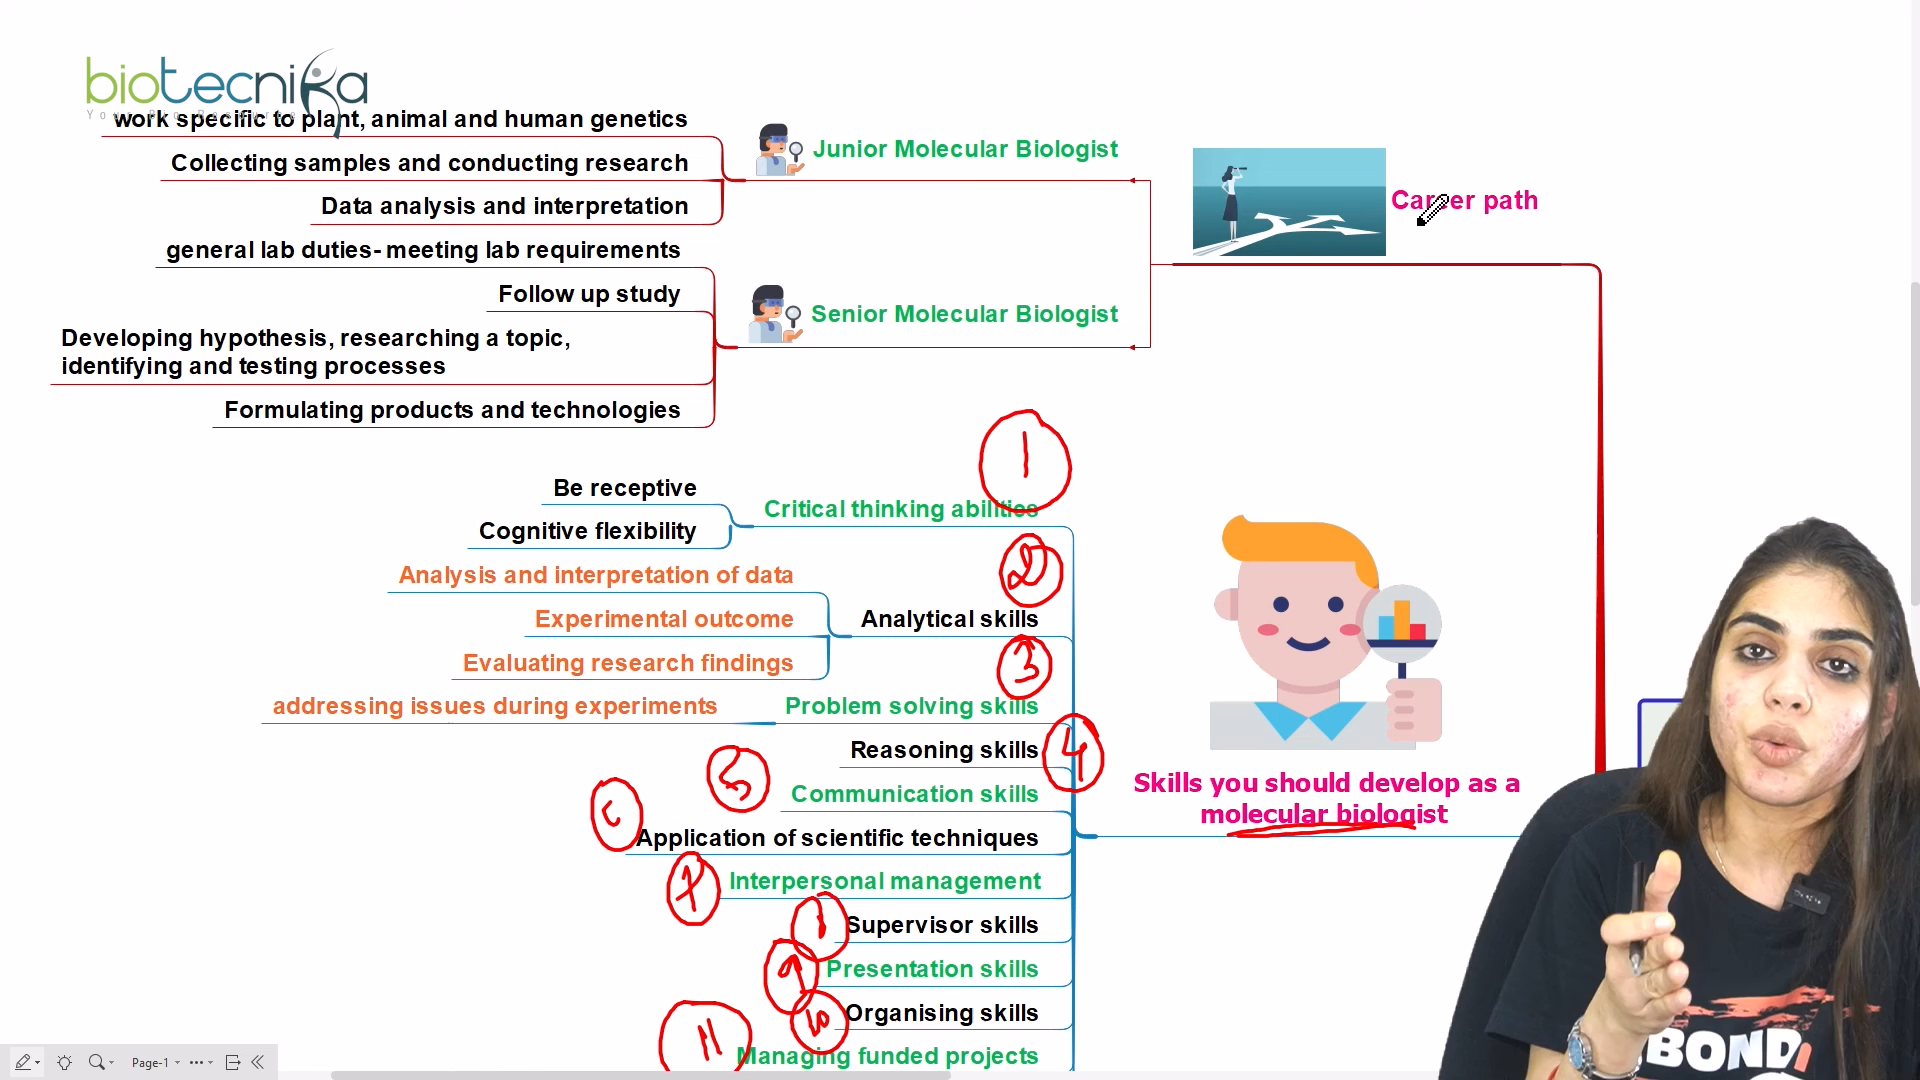 biotecnika
Your Bio Resource
work specific to plant, animal and human genetics
Collecting samples and conducting research
Data analysis and interpretation
Junior Molecular Biologist
Career path
general lab duties- meeting lab requirements
Follow up study
Developing hypothesis, researching a topic,
identifying and testing processes
Formulating products and technologies
Senior Molecular Biologist
1
Be receptive
Cognitive flexibility
Critical thinking abilities
2
Analysis and interpretation of data
Experimental outcome
Evaluating research findings
Analytical skills
3
addressing issues during experiments
Problem solving skills
4
Reasoning skills
5
Communication skills
Application of scientific techniques
Interpersonal management
8
Supervisor skills
9
Presentation skills
10
Organising skills
11
Managing funded projects
Skills you should develop as a
molecular biologist
BOND
Page-1